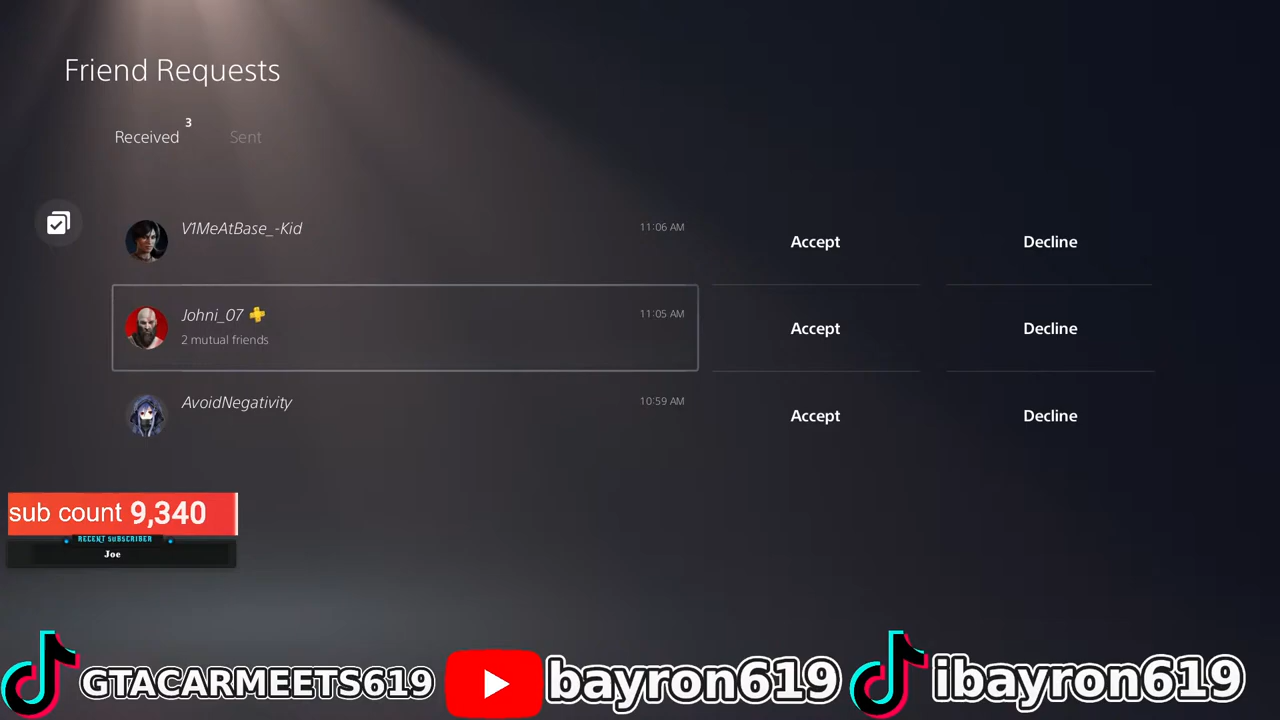 Friend Requests
Received 3 Sent
V1MeAtBase_-Kid 11:06 AM Accept Decline
Johni_07 11:05 AM Accept Decline
2 mutual friends
AvoidNegativity 10:59 AM Accept Decline
sub count 9,340
RECENT SUBSCRIBER
Joe
GTACARMEETS619 bayron619 ibayron619